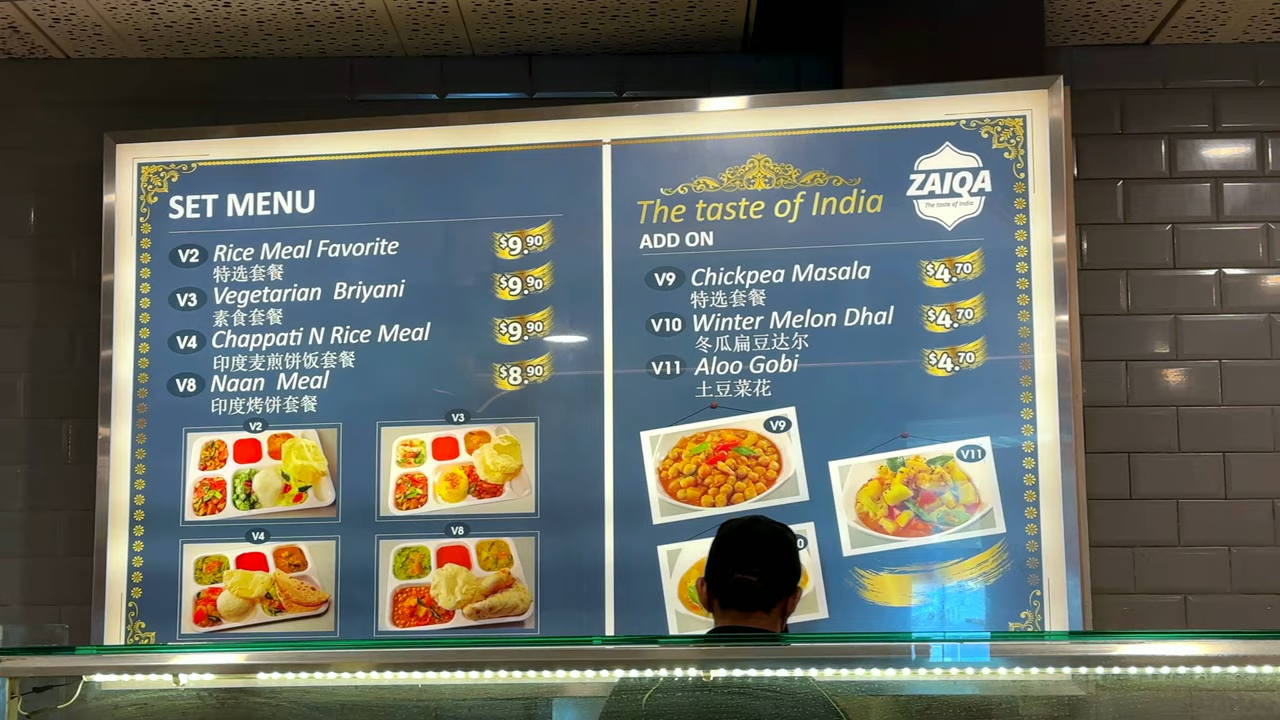 SET MENU
V2 Rice Meal Favorite $9.90
特选套餐
V3 Vegetarian Briyani $9.90
素食套餐
V4 Chappati N Rice Meal $9.90
印度麦煎饼饭套餐
V8 Naan Meal $8.90
印度烤饼套餐
V2
V3
V4
V8
The taste of India
ZAIQA
The taste of India
ADD ON
V9 Chickpea Masala $4.70
特选套餐
V10 Winter Melon Dhal $4.70
冬瓜扁豆达尔
V11 Aloo Gobi $4.70
土豆菜花
V9
V11